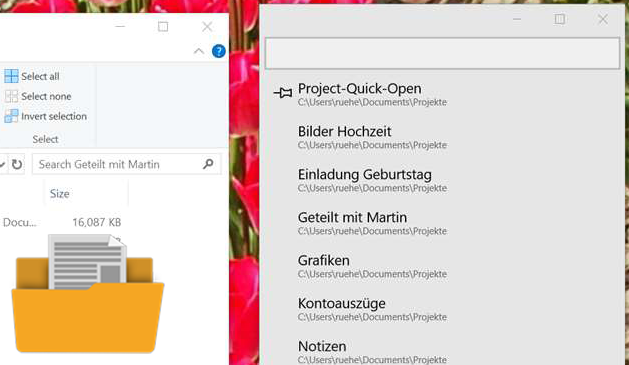 Select all
Select none
Invert selection
Select
Search Geteilt mit Martin
Size
Docu... 16,087 KB
Project-Quick-Open
C:\Users\ruehe\Documents\Projekte
Bilder Hochzeit
C:\Users\ruehe\Documents\Projekte
Einladung Geburtstag
C:\Users\ruehe\Documents\Projekte
Geteilt mit Martin
C:\Users\ruehe\Documents\Projekte
Grafiken
C:\Users\ruehe\Documents\Projekte
Kontoauszüge
C:\Users\ruehe\Documents\Projekte
Notizen
C:\Users\ruehe\Documents\Projekte